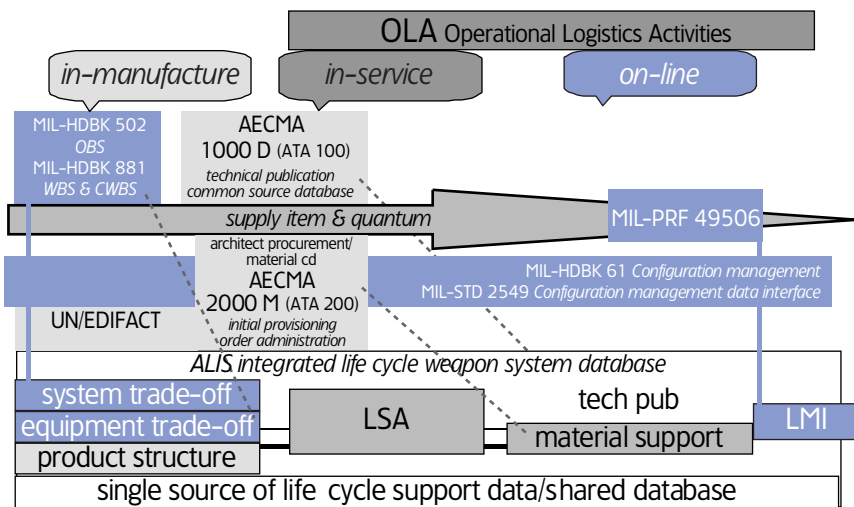 OLA Operational Logistics Activities
in-manufacture
in-service
on-line
MIL-HDBK 502
OBS
MIL-HDBK 881
WBS & CWBS
AECMA
1000 D (ATA 100)
technical publication
common source database
supply item & quantum
MIL-PRF 49506
architect procurement/
material cd
AECMA
2000 M (ATA 200)
initial provisioning
order administration
UN/EDIFACT
MIL-HDBK 61 Configuration management
MIL-STD 2549 Configuration management data interface
ALIS integrated life cycle weapon system database
system trade-off
equipment trade-off
product structure
LSA
tech pub
material support
LMI
single source of life cycle support data/shared database